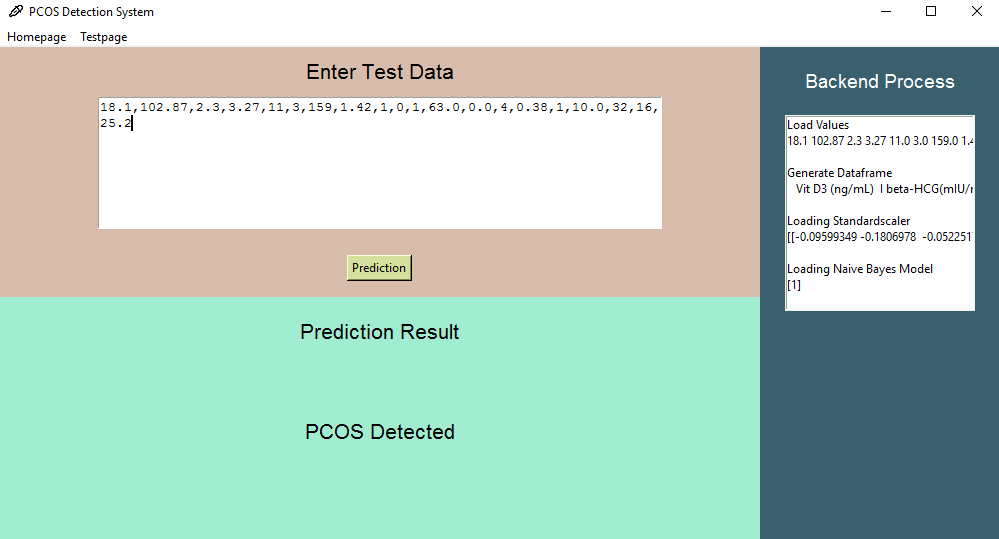 PCOS Detection System
Homepage Testpage
Enter Test Data
18.1,102.87,2.3,3.27,11,3,159,1.42,1,0,1,63.0,0.0,4,0.38,1,10.0,32,16,
25.2
Prediction
Prediction Result
PCOS Detected
Backend Process
Load Values
18.1 102.87 2.3 3.27 11.0 3.0 159.0 1.4
Generate Dataframe
Vit D3 (ng/mL) I beta-HCG(mIU/
Loading Standardscaler
[[-0.09599349 -0.1806978 -0.052251
Loading Naive Bayes Model
[1]